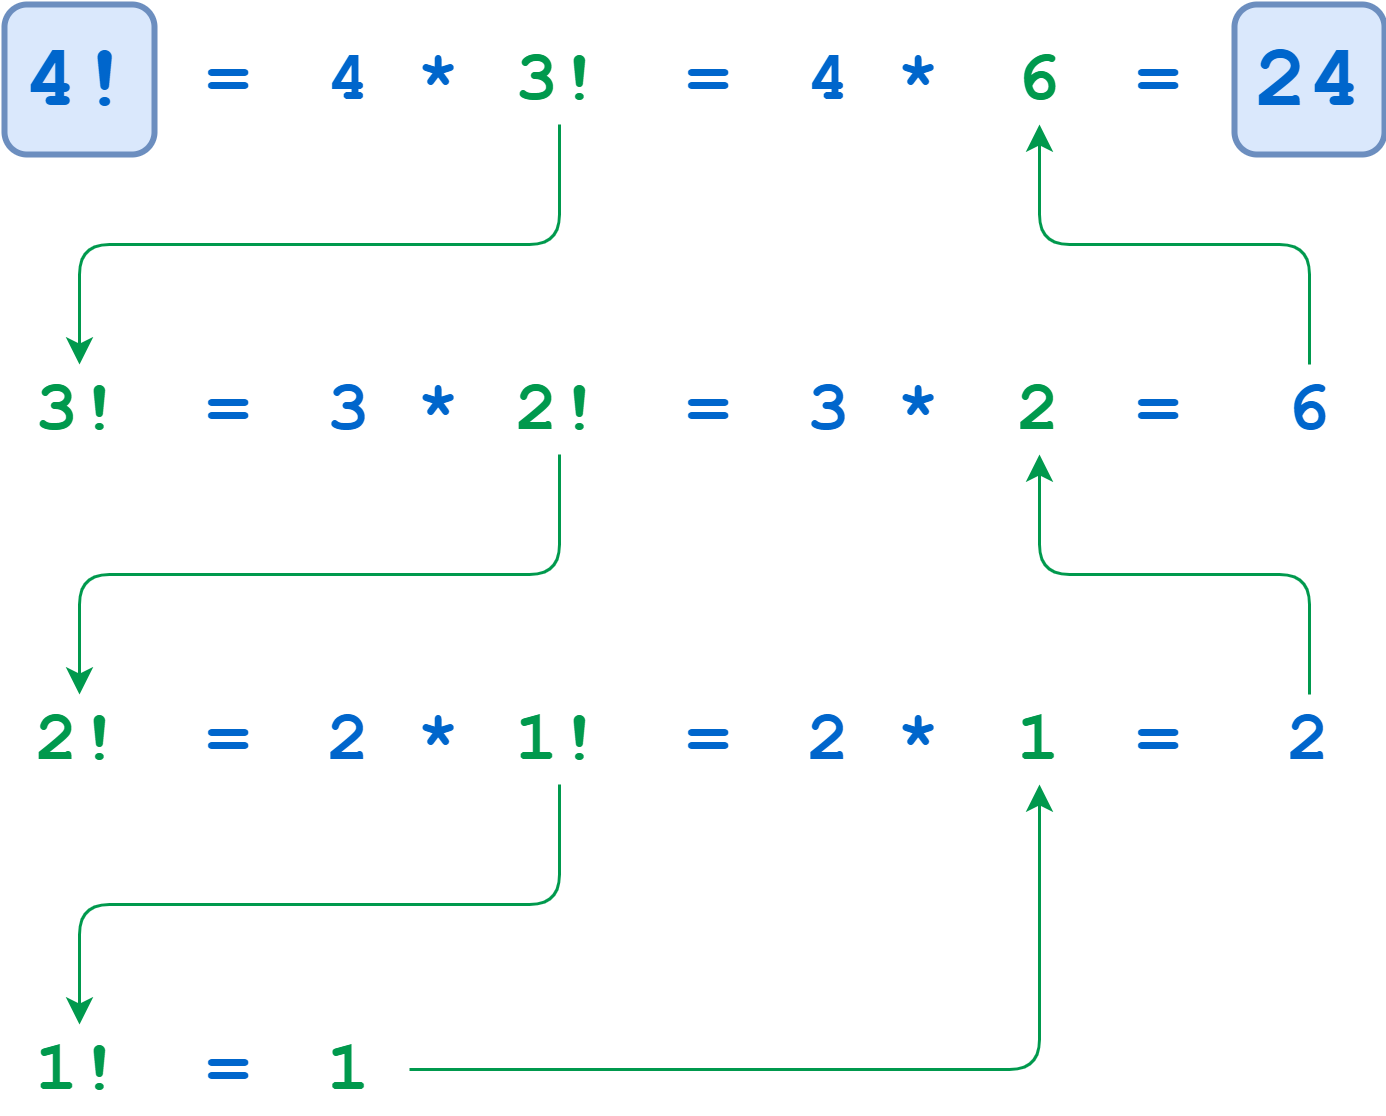 4! = 4 * 3! = 4 * 6 = 24
3! = 3 * 2! = 3 * 2 = 6
2! = 2 * 1! = 2 * 1 = 2
1! = 1